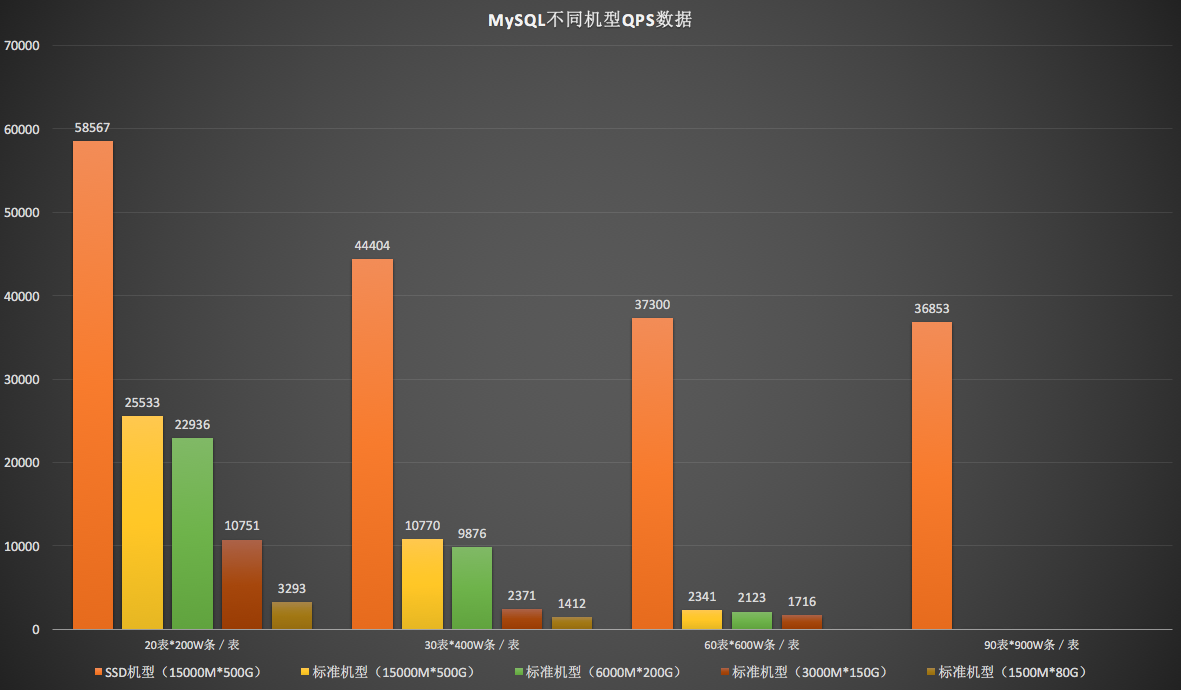 MySQL不同机型QPS数据
70000
60000
50000
40000
30000
20000
10000
0
58567
25533
22936
10751
3293
44404
10770
9876
2371
1412
37300
2341
2123
1716
36853
20表*200W条 / 表
30表*400W条 / 表
60表*600W条 / 表
90表*900W条 / 表
SSD机型（15000M*500G）
标准机型（15000M*500G）
标准机型（6000M*200G）
标准机型（3000M*150G）
标准机型（1500M*80G）